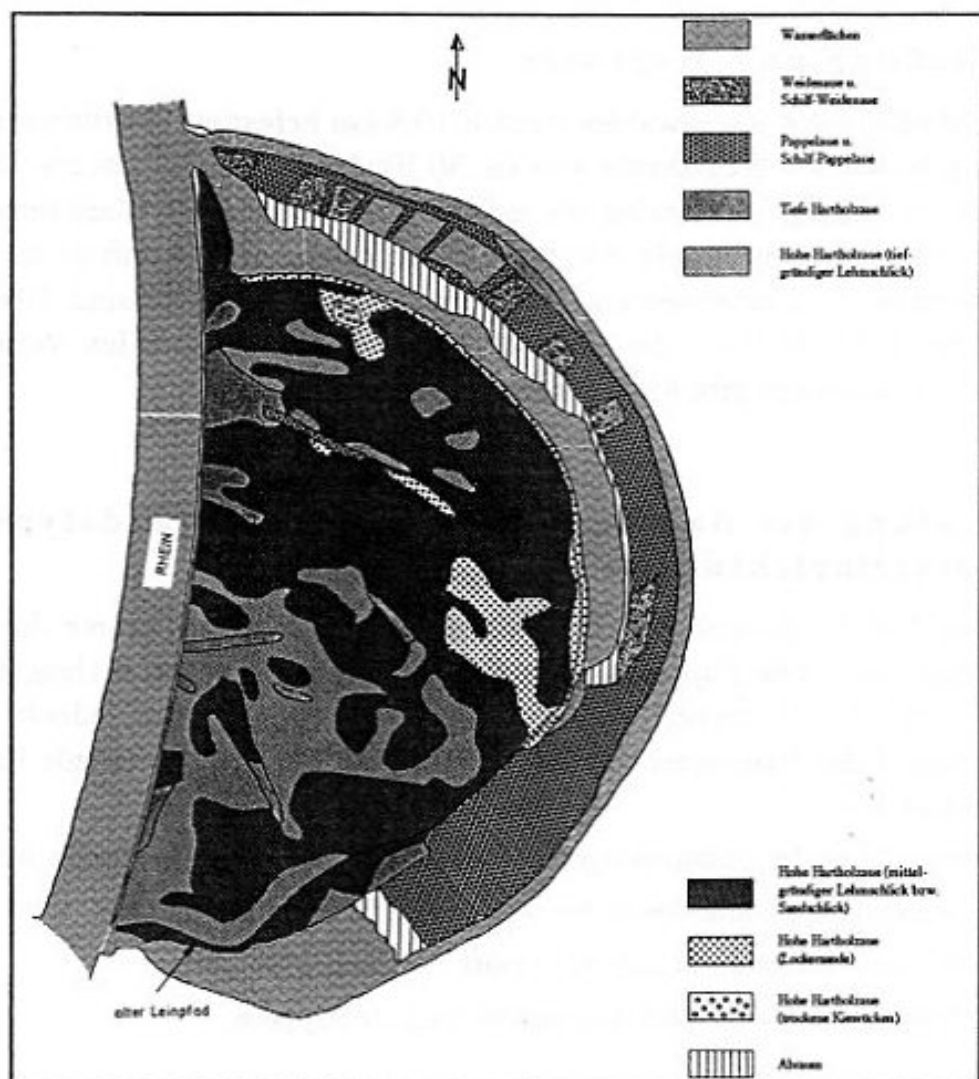 N
Wasserflächen
Weidenaue u.
Schilf-Weidenaue
Pappelaue u.
Schilf-Pappelaue
Tiefe Hartholzaue
Hohe Hartholzaue (tief-
gründiger Lehmschlick)
RHEIN
alter Leinpfad
Hohe Hartholzaue (mittel-
gründiger Lehmschlick bzw.
Sandschlick)
Hohe Hartholzaue
(Lockersande)
Hohe Hartholzaue
(trockene Kiesrücken)